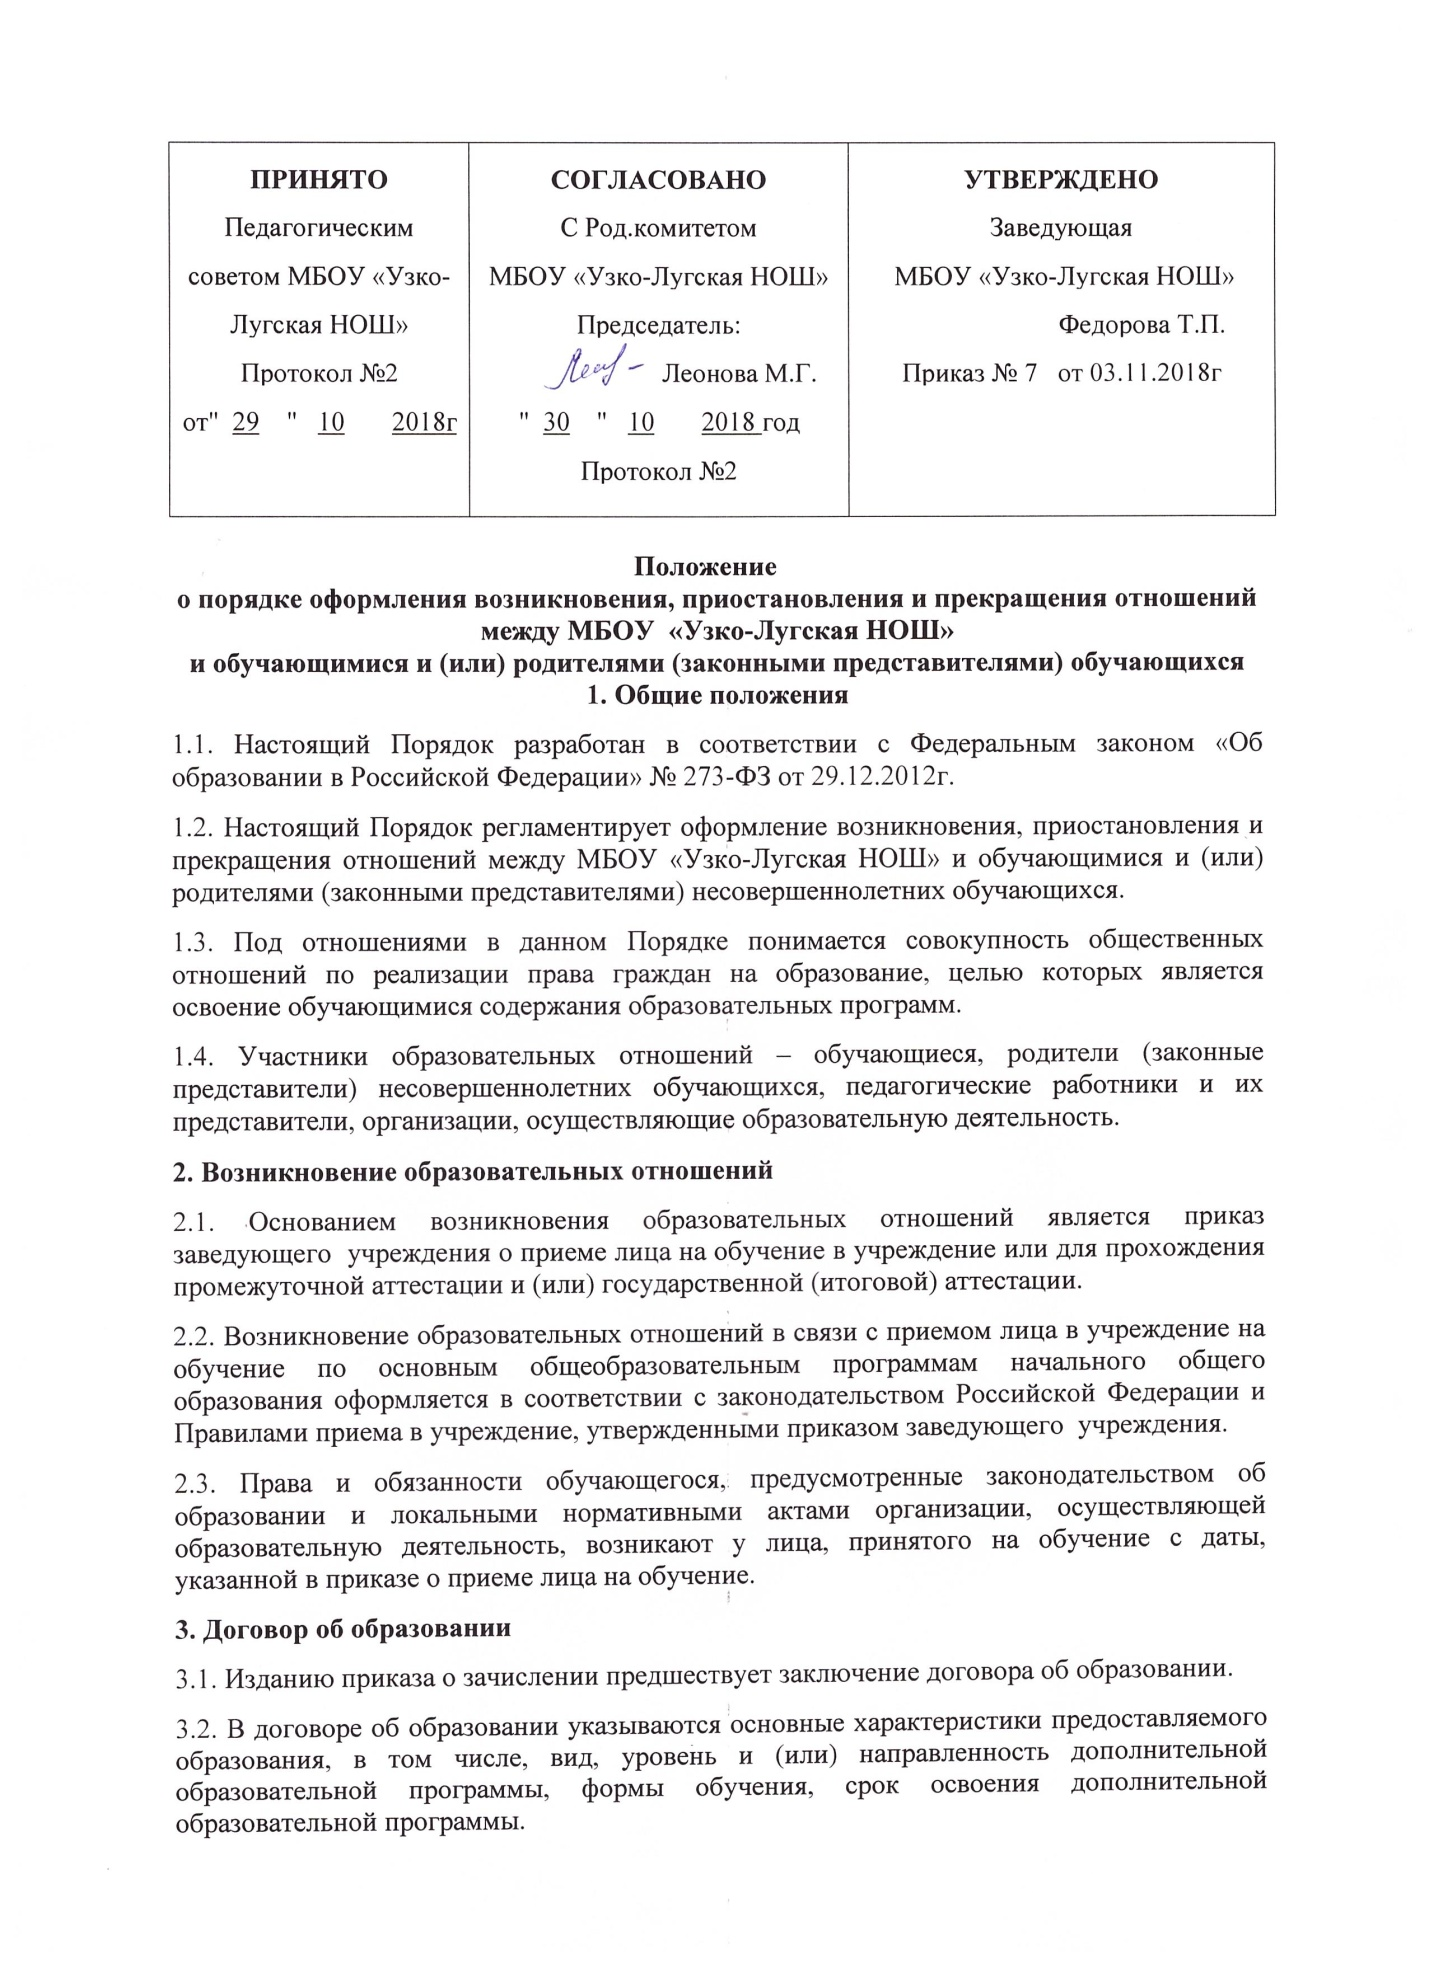 ПРИНЯТО
Педагогическим
советом МБОУ «Узко-
Лугская НОШ»
Протокол №2
от" 29 " 10 2018г
СОГЛАСОВАНО
С Род.комитетом
МБОУ «Узко-Лугская НОШ»
Председатель:
Леонова М.Г.
" 30 " 10 2018 год
Протокол №2
УТВЕРЖДЕНО
Заведующая
МБОУ «Узко-Лугская НОШ»
Федорова Т.П.
Приказ № 7 от 03.11.2018г
Положение
о порядке оформления возникновения, приостановления и прекращения отношений
между МБОУ «Узко-Лугская НОШ»
и обучающимися и (или) родителями (законными представителями) обучающихся
1. Общие положения
1.1. Настоящий Порядок разработан в соответствии с Федеральным законом «Об
образовании в Российской Федерации» № 273-ФЗ от 29.12.2012г.
1.2. Настоящий Порядок регламентирует оформление возникновения, приостановления и
прекращения отношений между МБОУ «Узко-Лугская НОШ» и обучающимися и (или)
родителями (законными представителями) несовершеннолетних обучающихся.
1.3. Под отношениями в данном Порядке понимается совокупность общественных
отношений по реализации права граждан на образование, целью которых является
освоение обучающимися содержания образовательных программ.
1.4. Участники образовательных отношений – обучающиеся, родители (законные
представители) несовершеннолетних обучающихся, педагогические работники и их
представители, организации, осуществляющие образовательную деятельность.
2. Возникновение образовательных отношений
2.1. Основанием возникновения образовательных отношений является приказ
заведующего учреждения о приеме лица на обучение в учреждение или для прохождения
промежуточной аттестации и (или) государственной (итоговой) аттестации.
2.2. Возникновение образовательных отношений в связи с приемом лица в учреждение на
обучение по основным общеобразовательным программам начального общего
образования оформляется в соответствии с законодательством Российской Федерации и
Правилами приема в учреждение, утвержденными приказом заведующего учреждения.
2.3. Права и обязанности обучающегося, предусмотренные законодательством об
образовании и локальными нормативными актами организации, осуществляющей
образовательную деятельность, возникают у лица, принятого на обучение с даты,
указанной в приказе о приеме лица на обучение.
3. Договор об образовании
3.1. Изданию приказа о зачислении предшествует заключение договора об образовании.
3.2. В договоре об образовании указываются основные характеристики предоставляемого
образования, в том числе, вид, уровень и (или) направленность дополнительной
образовательной программы, формы обучения, срок освоения дополнительной
образовательной программы.